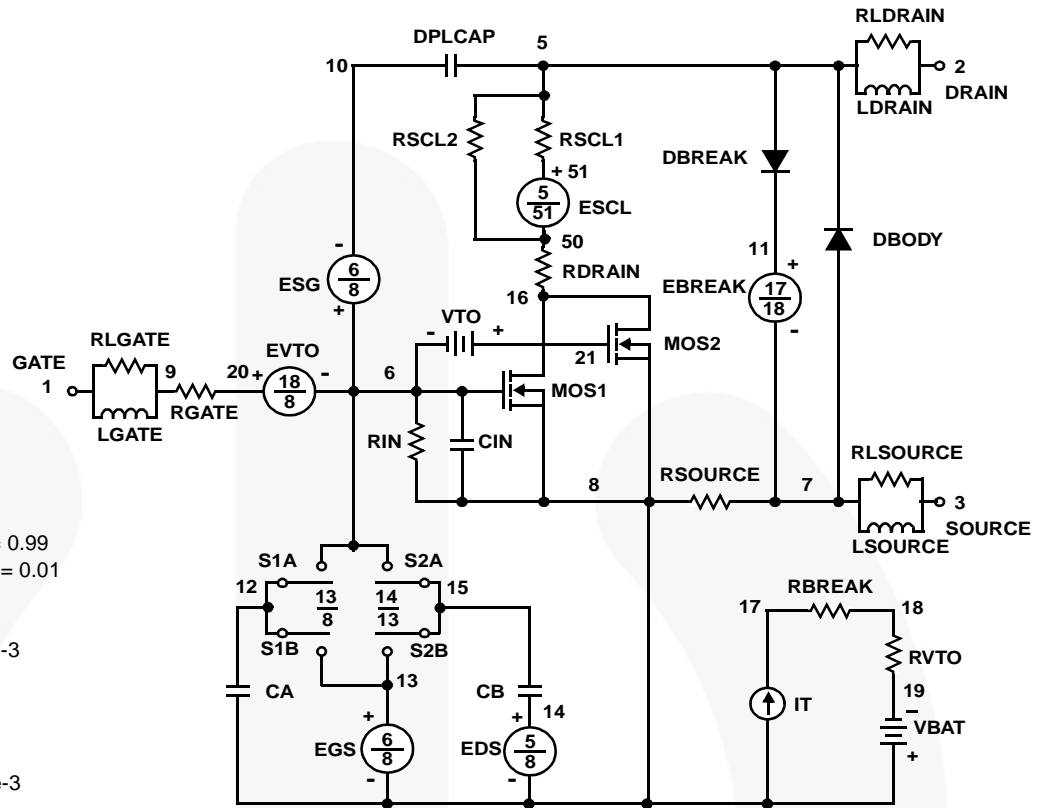 RLDRAIN
DPLCAP 5
10 2
LDRAIN DRAIN
RSCL2 RSCL1
DBREAK
+ 51
5
51
ESCL
50
DBODY
11
-
6
8
ESG
+
RDRAIN
+
EBREAK
17
18
-
16
VTO
- +
21
MOS2
RLGATE EVTO
GATE
1 9 20 + 18
8
- 6
MOS1
RGATE
LGATE
RIN CIN
RLSOURCE
RSOURCE
8 7 3
SOURCE
LSOURCE
= 0.99
= 0.01
S1A S2A
12 13
8
14
13
15
RBREAK
17 18
S1B S2B
-3
RVTO
13
CA CB
19
IT
14
-
VBAT
+
+
EGS
6
8
-
+
EDS
5
8
-
e-3